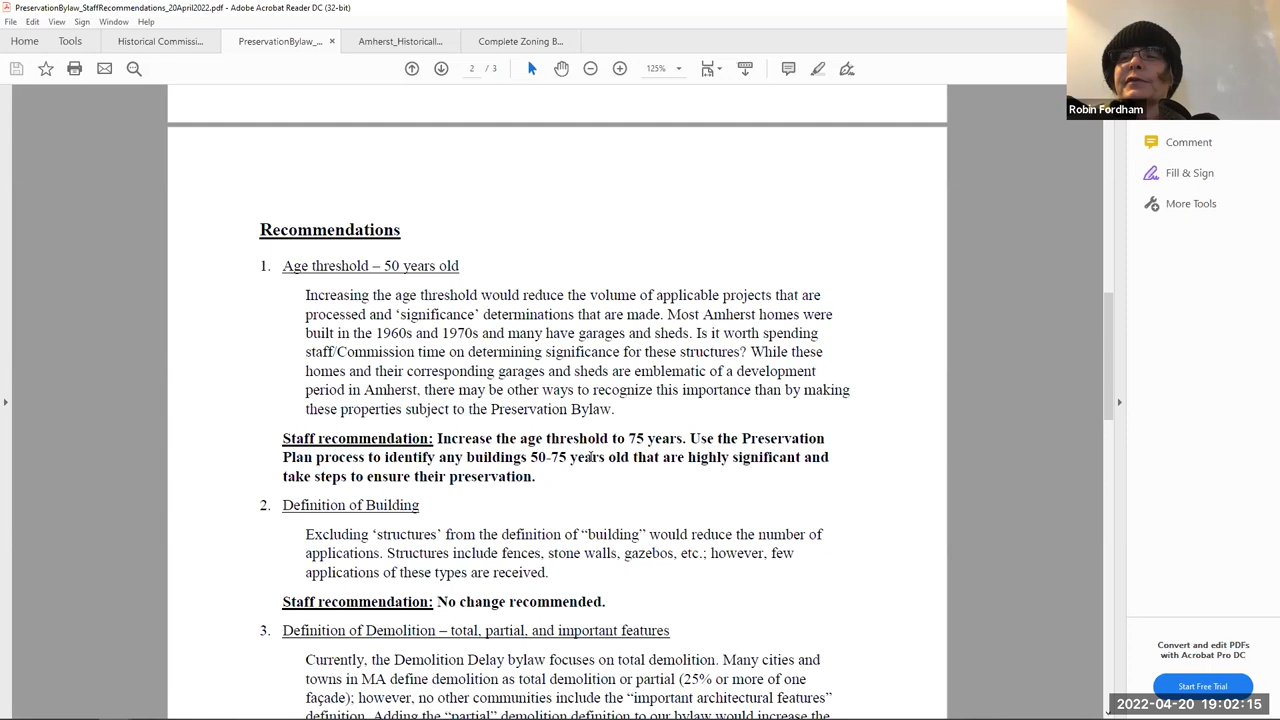 PreservationBylaw_StaffRecommendations_20April2022.pdf - Adobe Acrobat Reader DC (32-bit)
File Edit View Sign Window Help
Home Tools Historical Commissi... PreservationBylaw_... × Amherst_Historicall... Complete Zoning B...
2 / 3 125%
Robin Fordham
Comment
Fill & Sign
More Tools
Recommendations
1. Age threshold – 50 years old
Increasing the age threshold would reduce the volume of applicable projects that are
processed and ‘significance’ determinations that are made. Most Amherst homes were
built in the 1960s and 1970s and many have garages and sheds. Is it worth spending
staff/Commission time on determining significance for these structures? While these
homes and their corresponding garages and sheds are emblematic of a development
period in Amherst, there may be other ways to recognize this importance than by making
these properties subject to the Preservation Bylaw.
Staff recommendation: Increase the age threshold to 75 years. Use the Preservation
Plan process to identify any buildings 50-75 years old that are highly significant and
take steps to ensure their preservation.
2. Definition of Building
Excluding ‘structures’ from the definition of “building” would reduce the number of
applications. Structures include fences, stone walls, gazebos, etc.; however, few
applications of these types are received.
Staff recommendation: No change recommended.
3. Definition of Demolition – total, partial, and important features
Currently, the Demolition Delay bylaw focuses on total demolition. Many cities and
towns in MA define demolition as total demolition or partial (25% or more of one
façade); however, no other communities include the “important architectural features”
definition. Adding the “partial” demolition definition to our bylaw would increase the
Convert and edit PDFs
with Acrobat Pro DC
Start Free Trial
2022-04-20 19:02:15